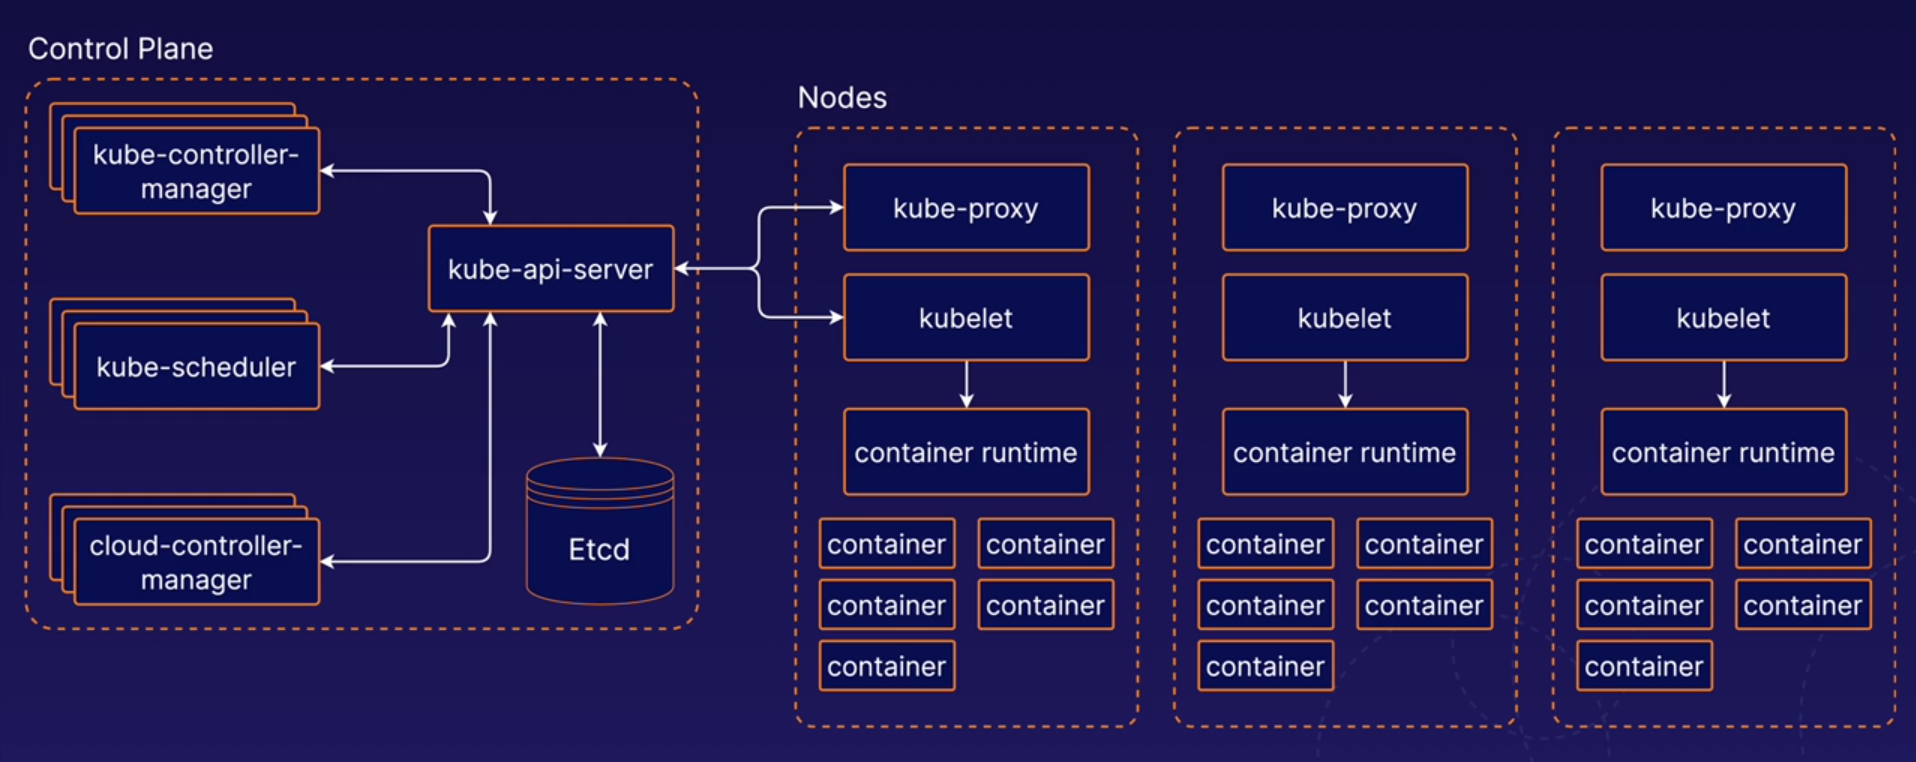 Control Plane
kube-controller-
manager
kube-api-server
kube-scheduler
cloud-controller-
manager
Etcd
Nodes
kube-proxy
kubelet
container runtime
container container
container container
container
kube-proxy
kubelet
container runtime
container container
container container
container
kube-proxy
kubelet
container runtime
container container
container container
container